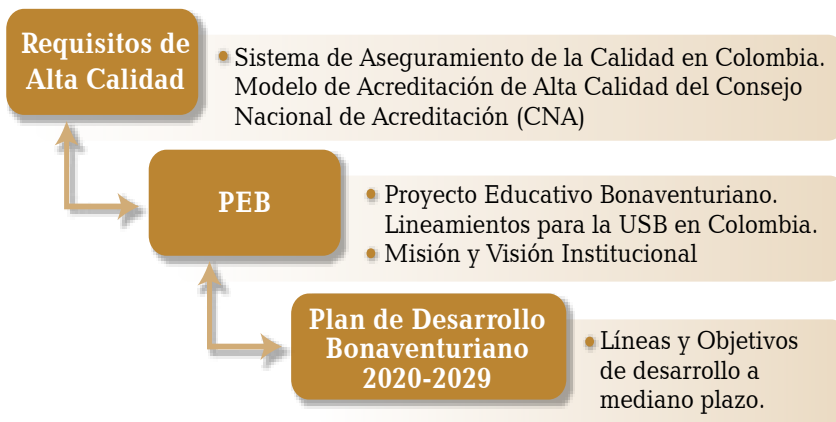 Requisitos de
Alta Calidad
• Sistema de Aseguramiento de la Calidad en Colombia.
Modelo de Acreditación de Alta Calidad del Consejo
Nacional de Acreditación (CNA)
PEB
• Proyecto Educativo Bonaventuriano.
Lineamientos para la USB en Colombia.
• Misión y Visión Institucional
Plan de Desarrollo
Bonaventuriano
2020-2029
• Líneas y Objetivos
de desarrollo a
mediano plazo.